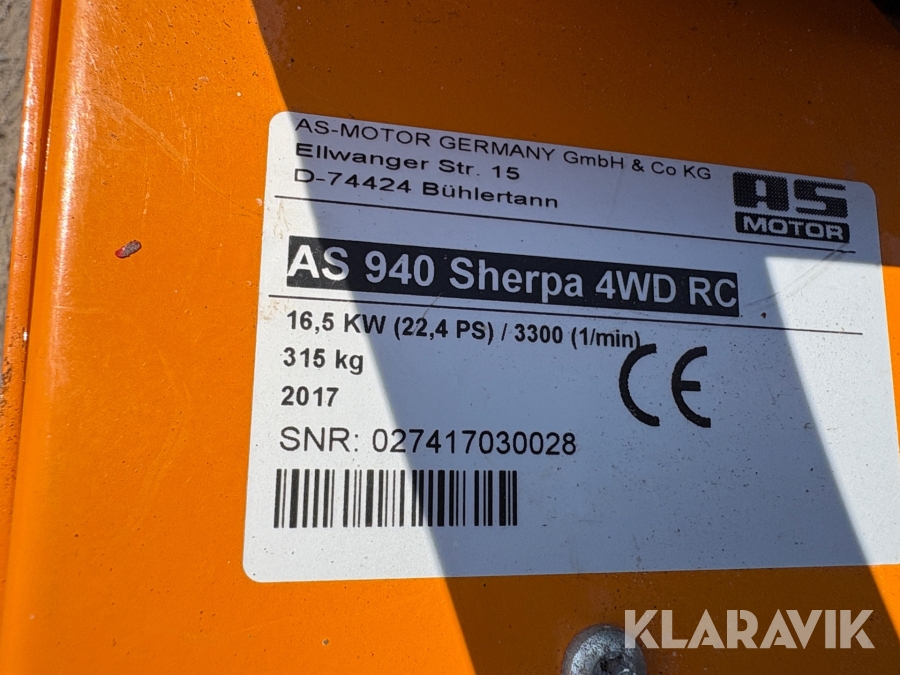 AS-MOTOR GERMANY GmbH & Co KG
Ellwanger Str. 15
D-74424 Bühlertann
AS
MOTOR
AS 940 Sherpa 4WD RC
16,5 KW (22,4 PS) / 3300 (1/min)
315 kg
2017
CE
SNR: 027417030028
KLARAVIK